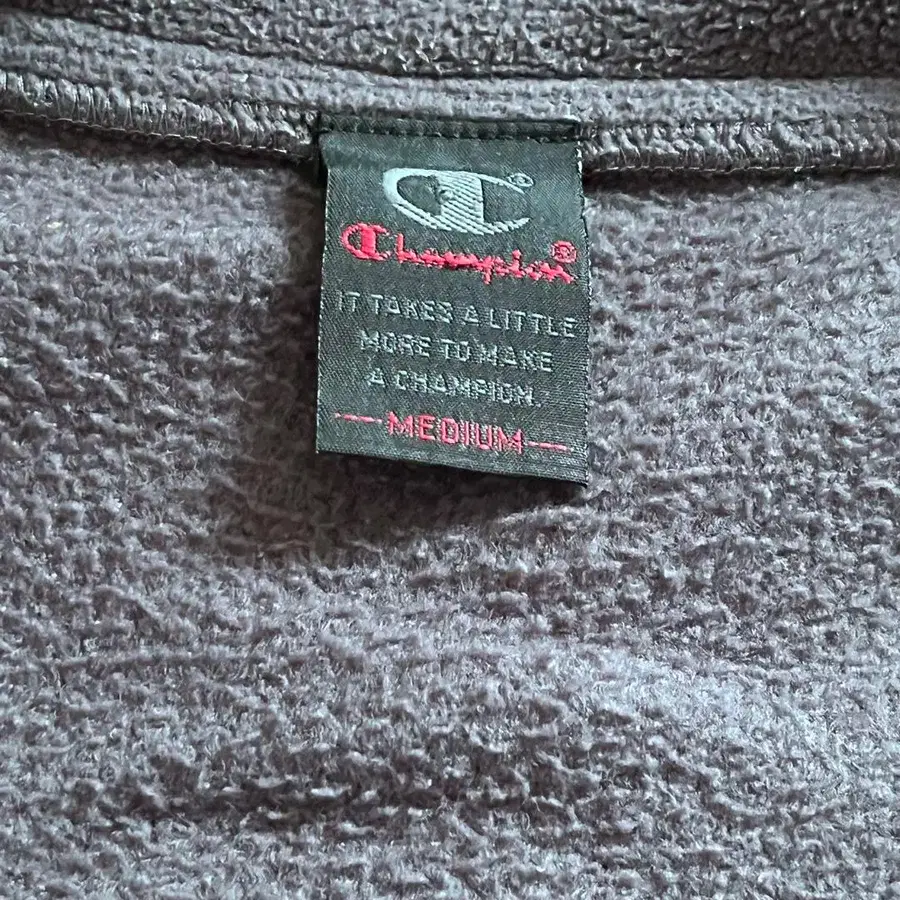 ®
Champion®
IT TAKES A LITTLE
MORE TO MAKE
A CHAMPION.
MEDIUM